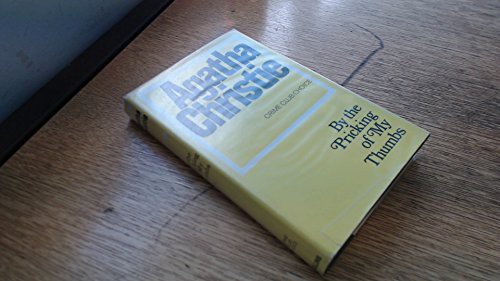 Agatha
Christie
CRIME CLUB CHOICE
By the
Pricking
of My
Thumbs